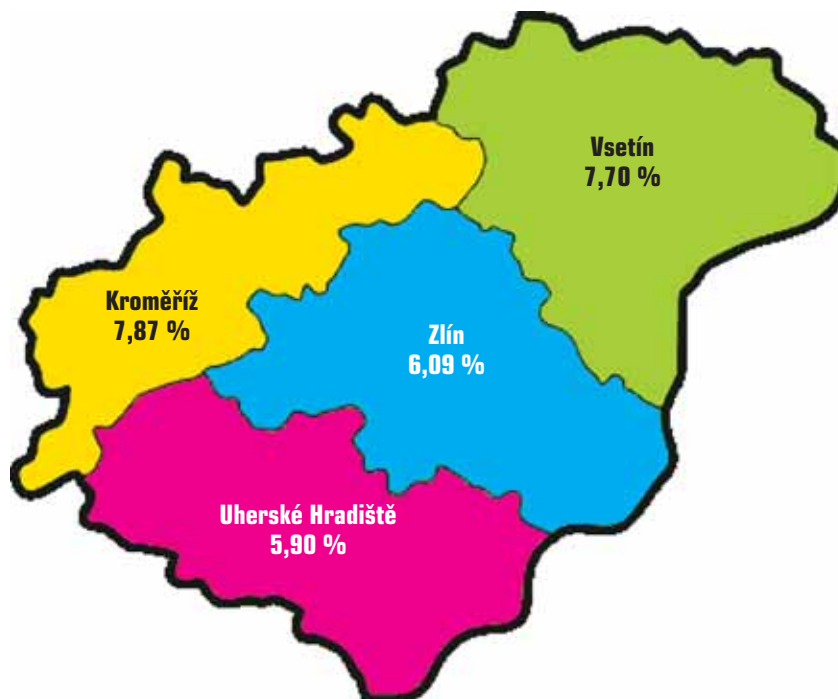 Vsetín
7,70 %
Kroměříž
7,87 %
Zlín
6,09 %
Uherské Hradiště
5,90 %